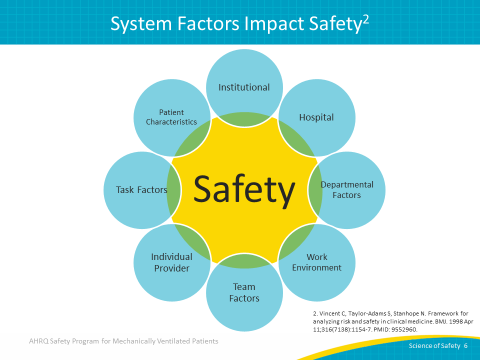 System Factors Impact Safety2
Institutional
Hospital
Departmental
Factors
Work
Environment
Team
Factors
Individual
Provider
Task Factors
Patient
Characteristics
Safety
2. Vincent C, Taylor-Adams S, Stanhope N. Framework for
analyzing risk and safety in clinical medicine. BMJ. 1998 Apr
11;316(7138):1154-7. PMID: 9552960.
AHRQ Safety Program for Mechanically Ventilated Patients
Science of Safety 6